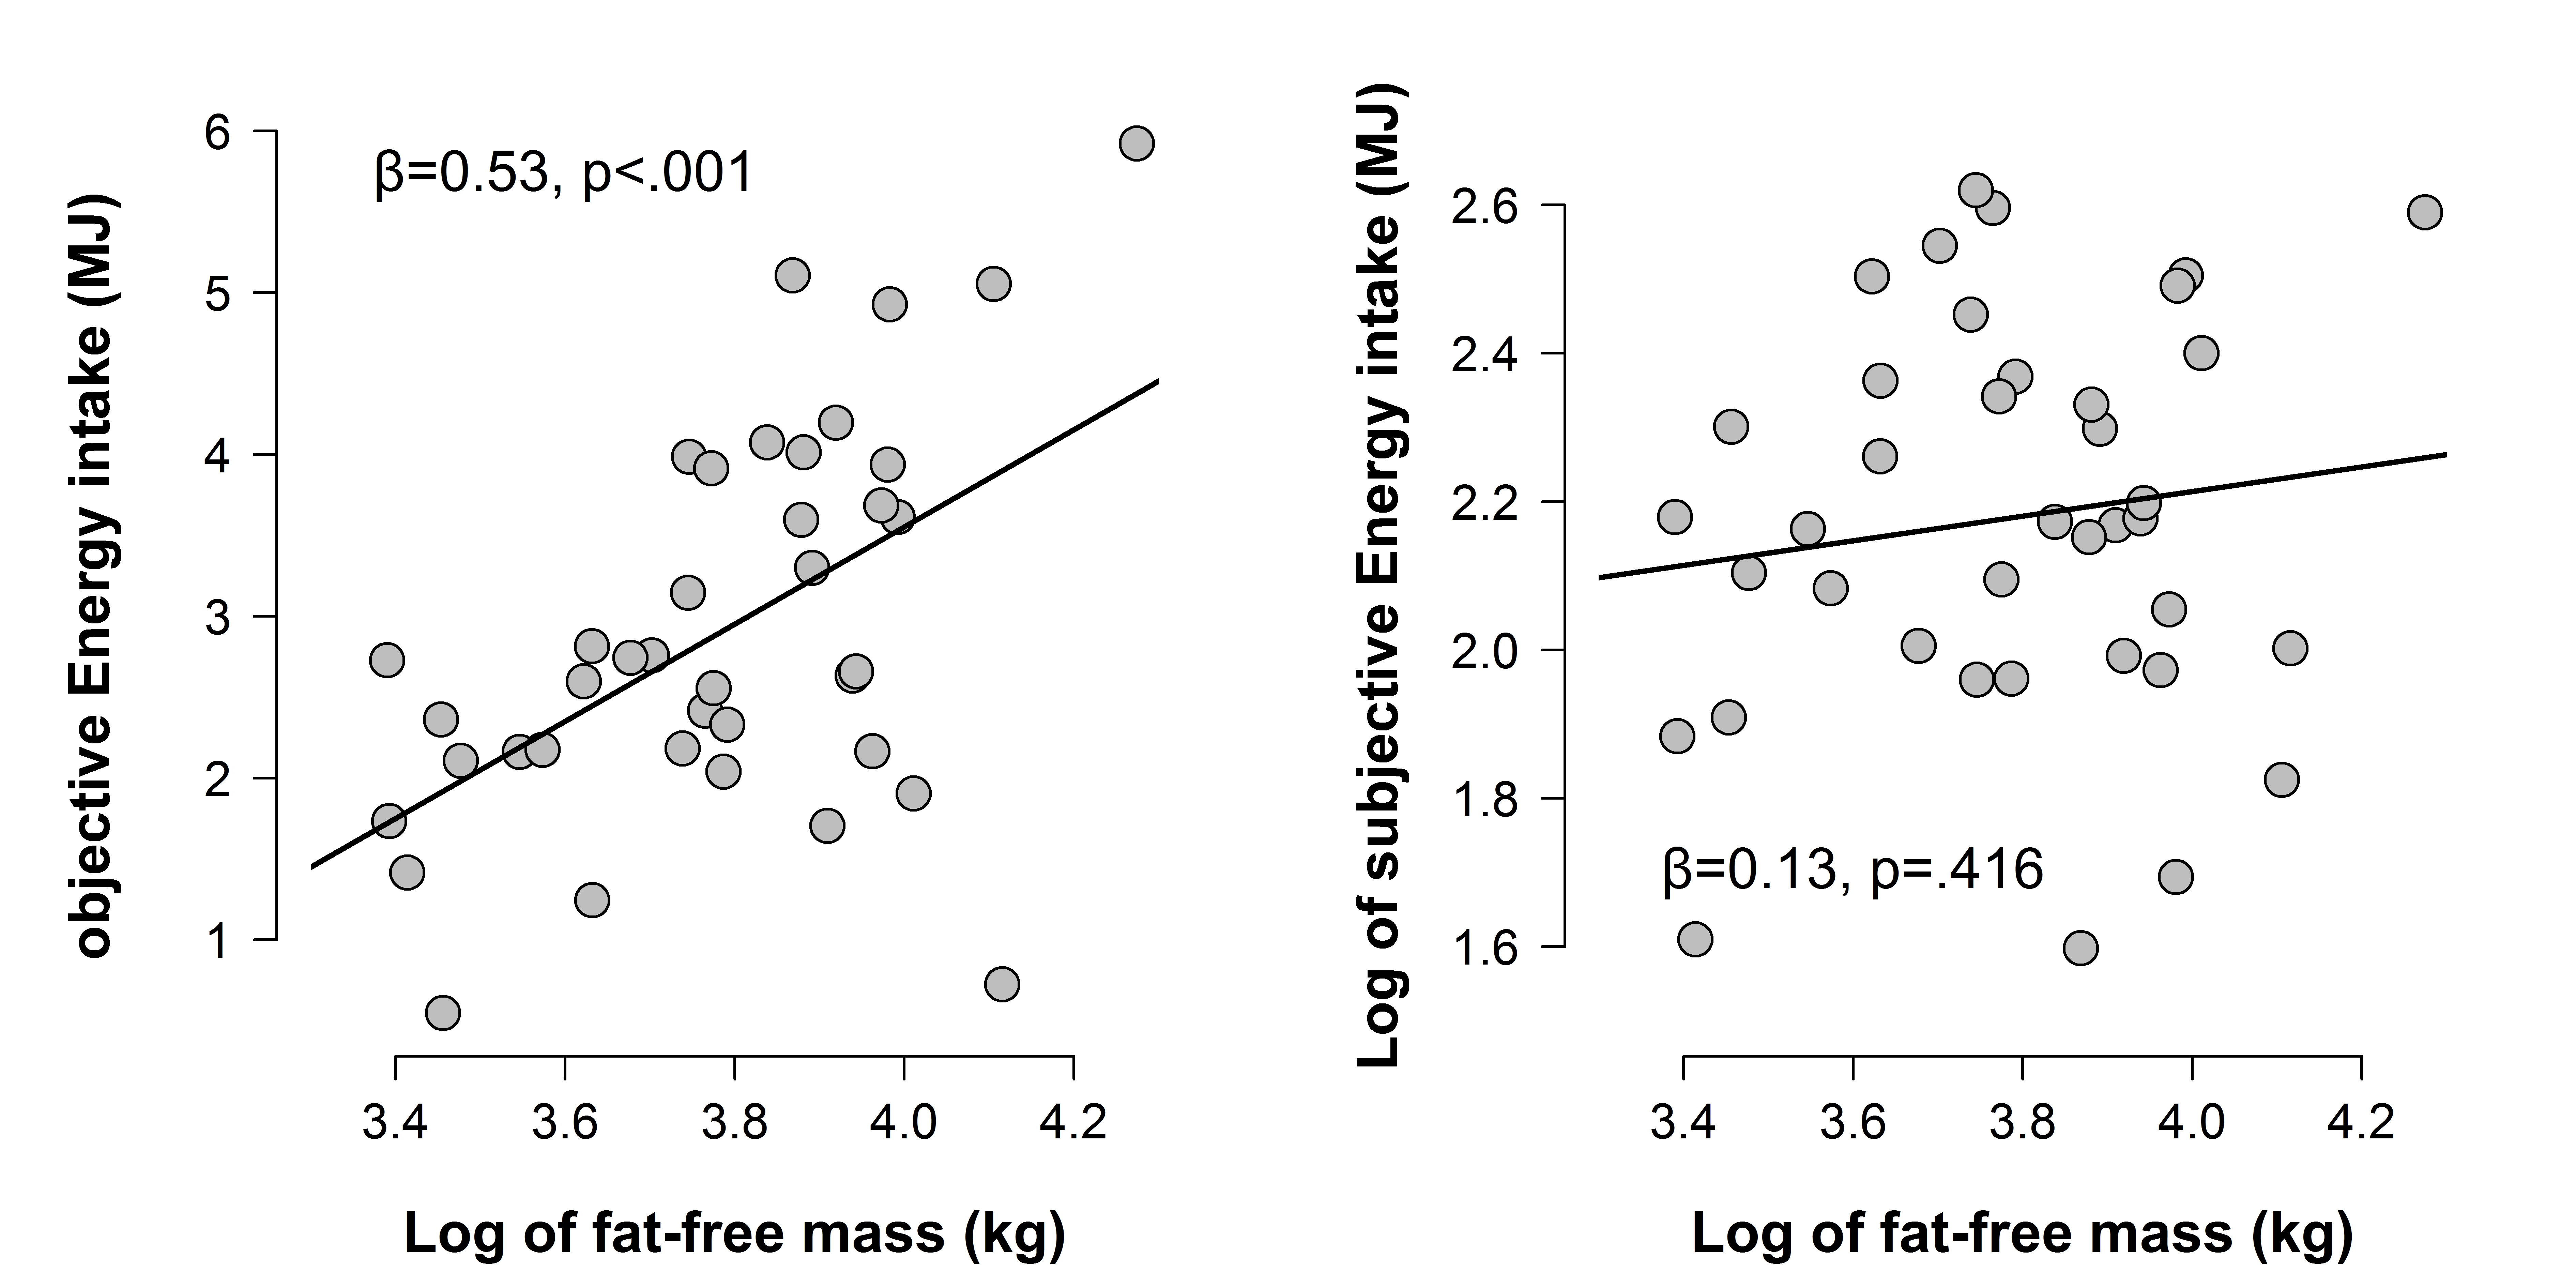 objective Energy intake (MJ)
6
5
4
3
2
1
β=0.53, p<.001
3.4 3.6 3.8 4.0 4.2
Log of fat-free mass (kg)
Log of subjective Energy intake (MJ)
2.6
2.4
2.2
2.0
1.8
1.6
β=0.13, p=.416
3.4 3.6 3.8 4.0 4.2
Log of fat-free mass (kg)